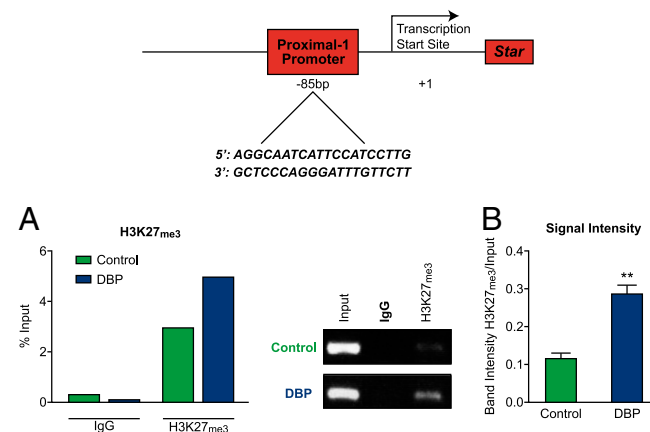 Transcription
Start Site
Proximal-1
Promoter
Star
-85bp
+1
5': AGGCAATCATTCCATCCTTG
3': GCTCCCAGGGATTTGTTCTT
A
H3K27me3
Control
DBP
% Input
6
4
2
0
IgG
H3K27me3
Input
IgG
H3K27me3
Control
DBP
B
Signal Intensity
Band Intensity H3K27me3/Input
0.4
0.3
0.2
0.1
0.0
**
Control
DBP